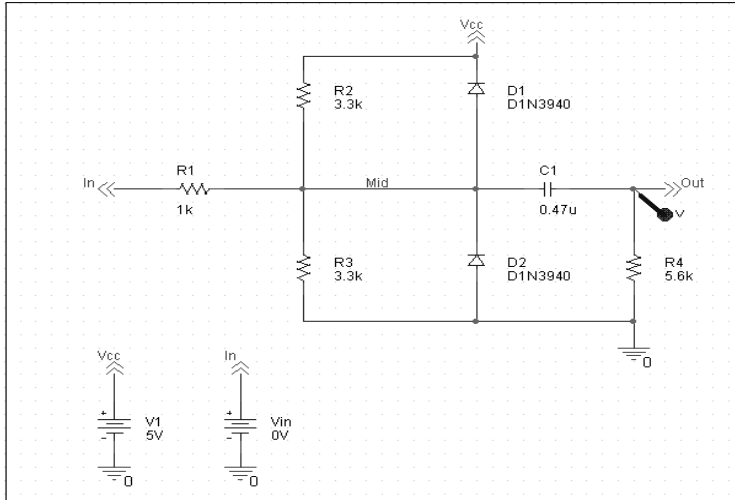 Vcc
R2
3.3k
D1
D1N3940
In
R1
1k
Mid
C1
0.47u
Out
V
R3
3.3k
D2
D1N3940
R4
5.6k
0
Vcc
In
+
V1
5V
-
0
+
Vin
0V
-
0